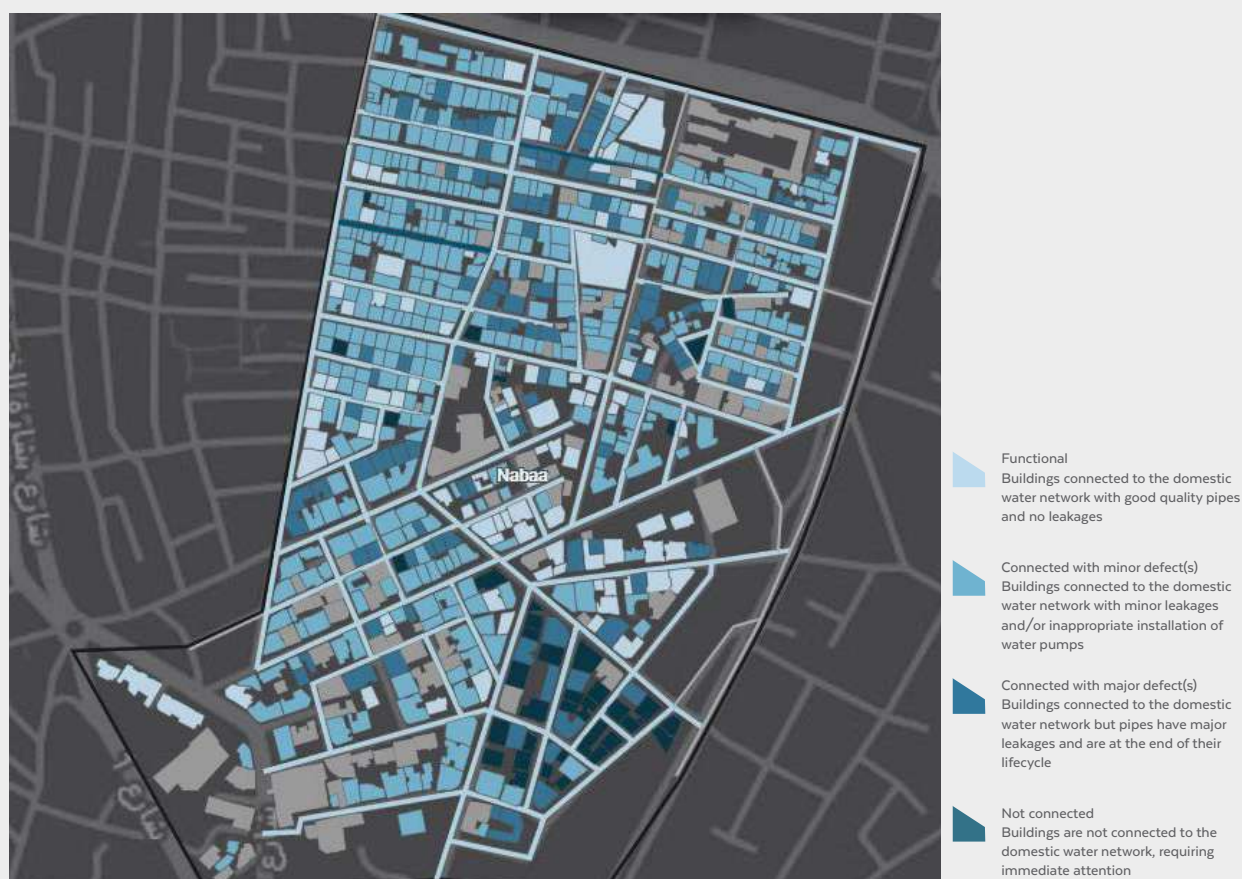 Nabaa
Functional
Buildings connected to the domestic
water network with good quality pipes
and no leakages
Connected with minor defect(s)
Buildings connected to the domestic
water network with minor leakages
and/or inappropriate installation of
water pumps
Connected with major defect(s)
Buildings connected to the domestic
water network but pipes have major
leakages and are at the end of their
lifecycle
Not connected
Buildings are not connected to the
domestic water network, requiring
immediate attention